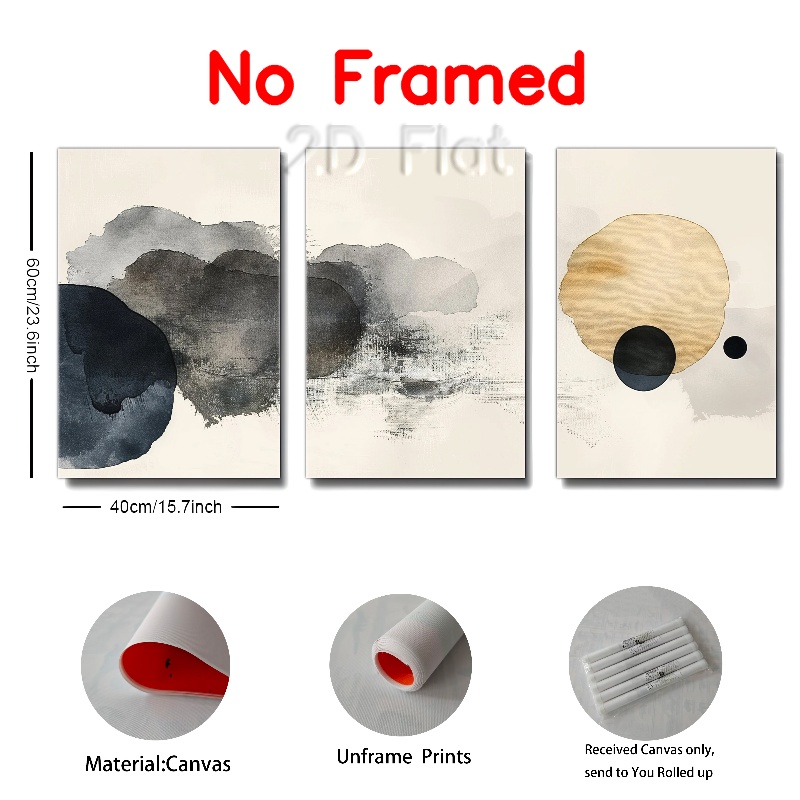 No Framed
2D Flat
60cm/23.6inch
40cm/15.7inch
Material:Canvas
Unframe Prints
Received Canvas only,
send to You Rolled up